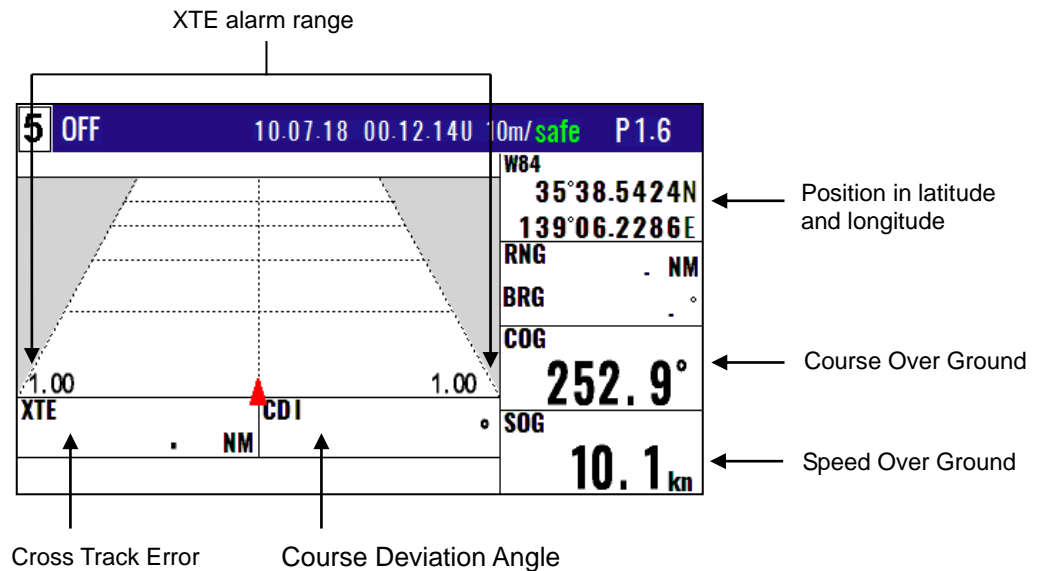 XTE alarm range
5 OFF 10.07.18 00.12.14U 10m/safe P1.6
W84
35°38.5424N
139°06.2286E
Position in latitude
and longitude
RNG . NM
BRG . °
COG
252.9°
Course Over Ground
1.00 1.00
XTE . NM
CDI °
SOG
10.1kn
Speed Over Ground
Cross Track Error
Course Deviation Angle